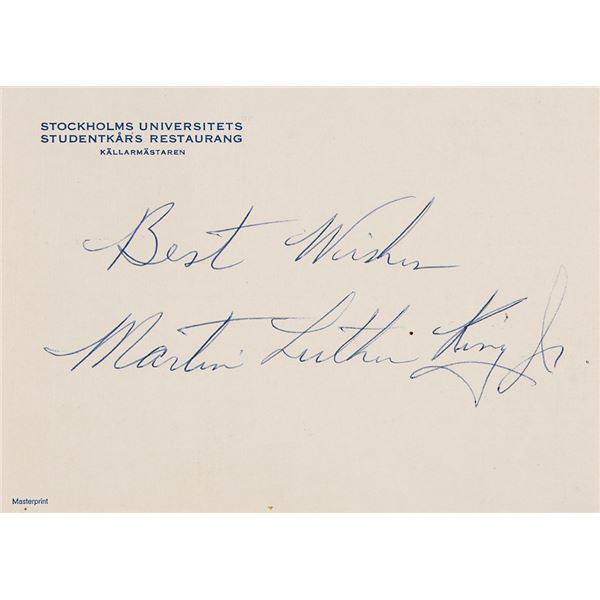 STOCKHOLMS UNIVERSITETS
STUDENTKÅRS RESTAURANG
KÄLLARMÄSTAREN
Best Wishes
Martin Luther King Jr.
Masterprint